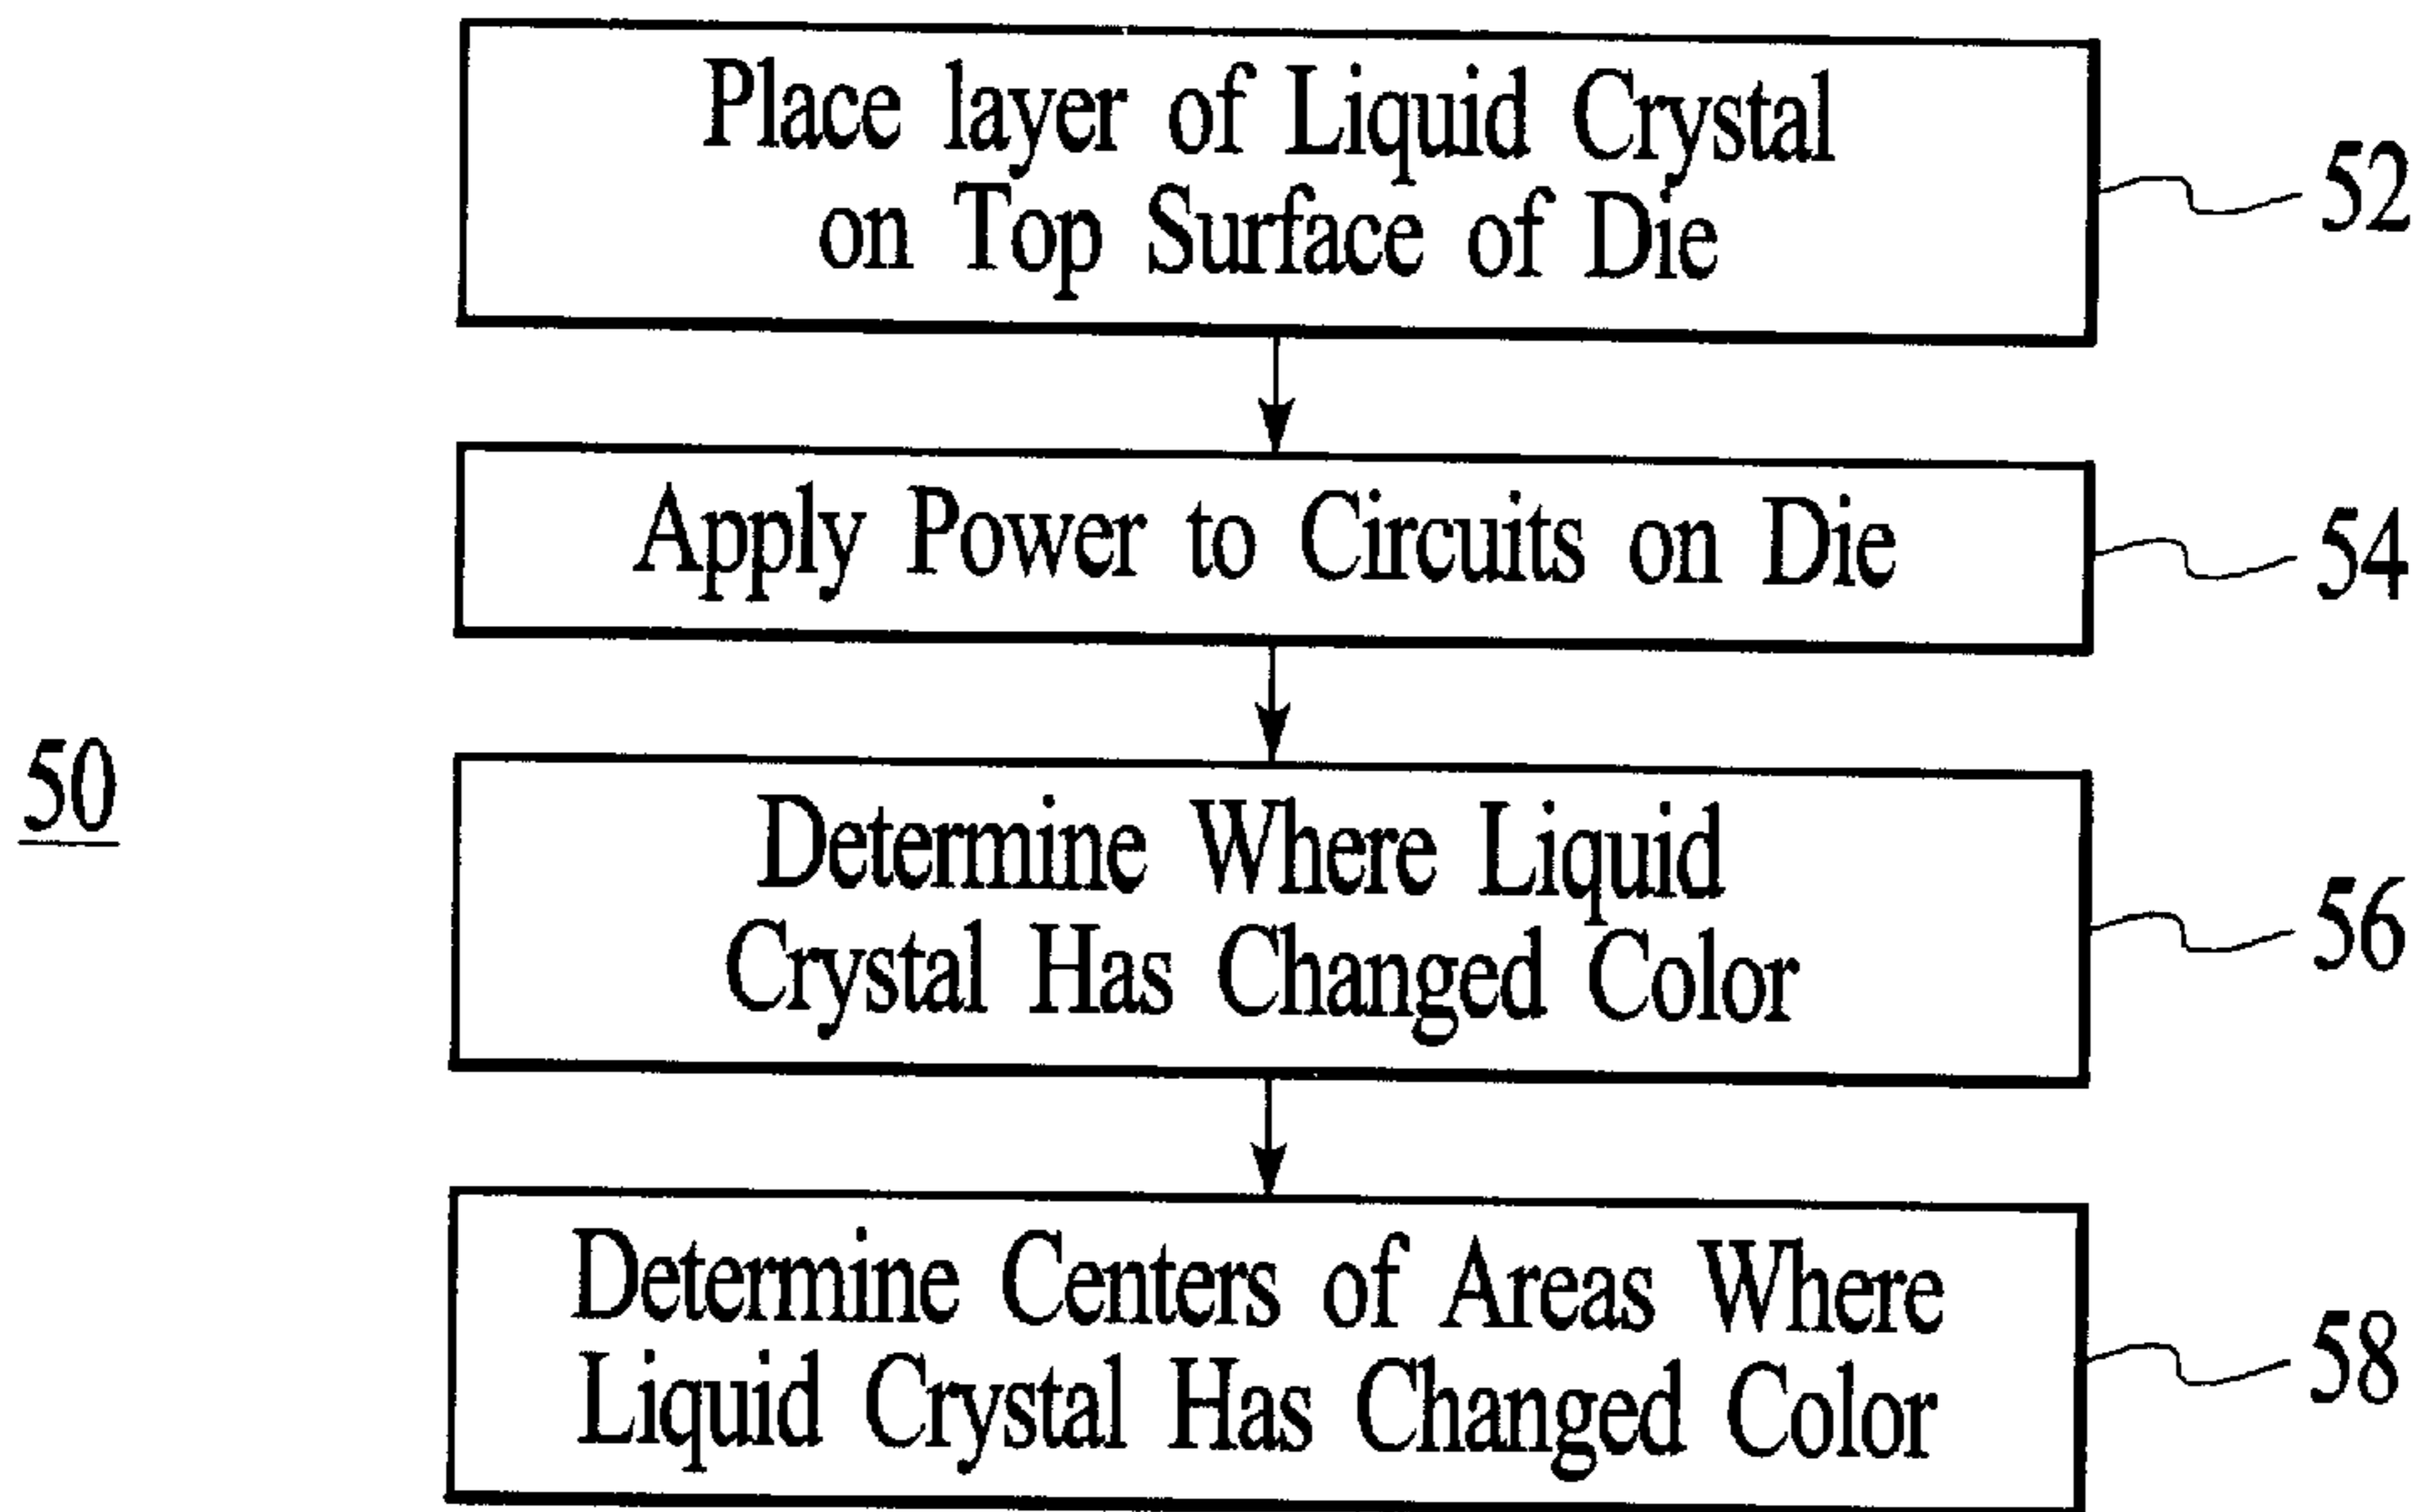 Place layer of Liquid Crystal
on Top Surface of Die
52
Apply Power to Circuits on Die
54
50
Determine Where Liquid
Crystal Has Changed Color
56
Determine Centers of Areas Where
Liquid Crystal Has Changed Color
58